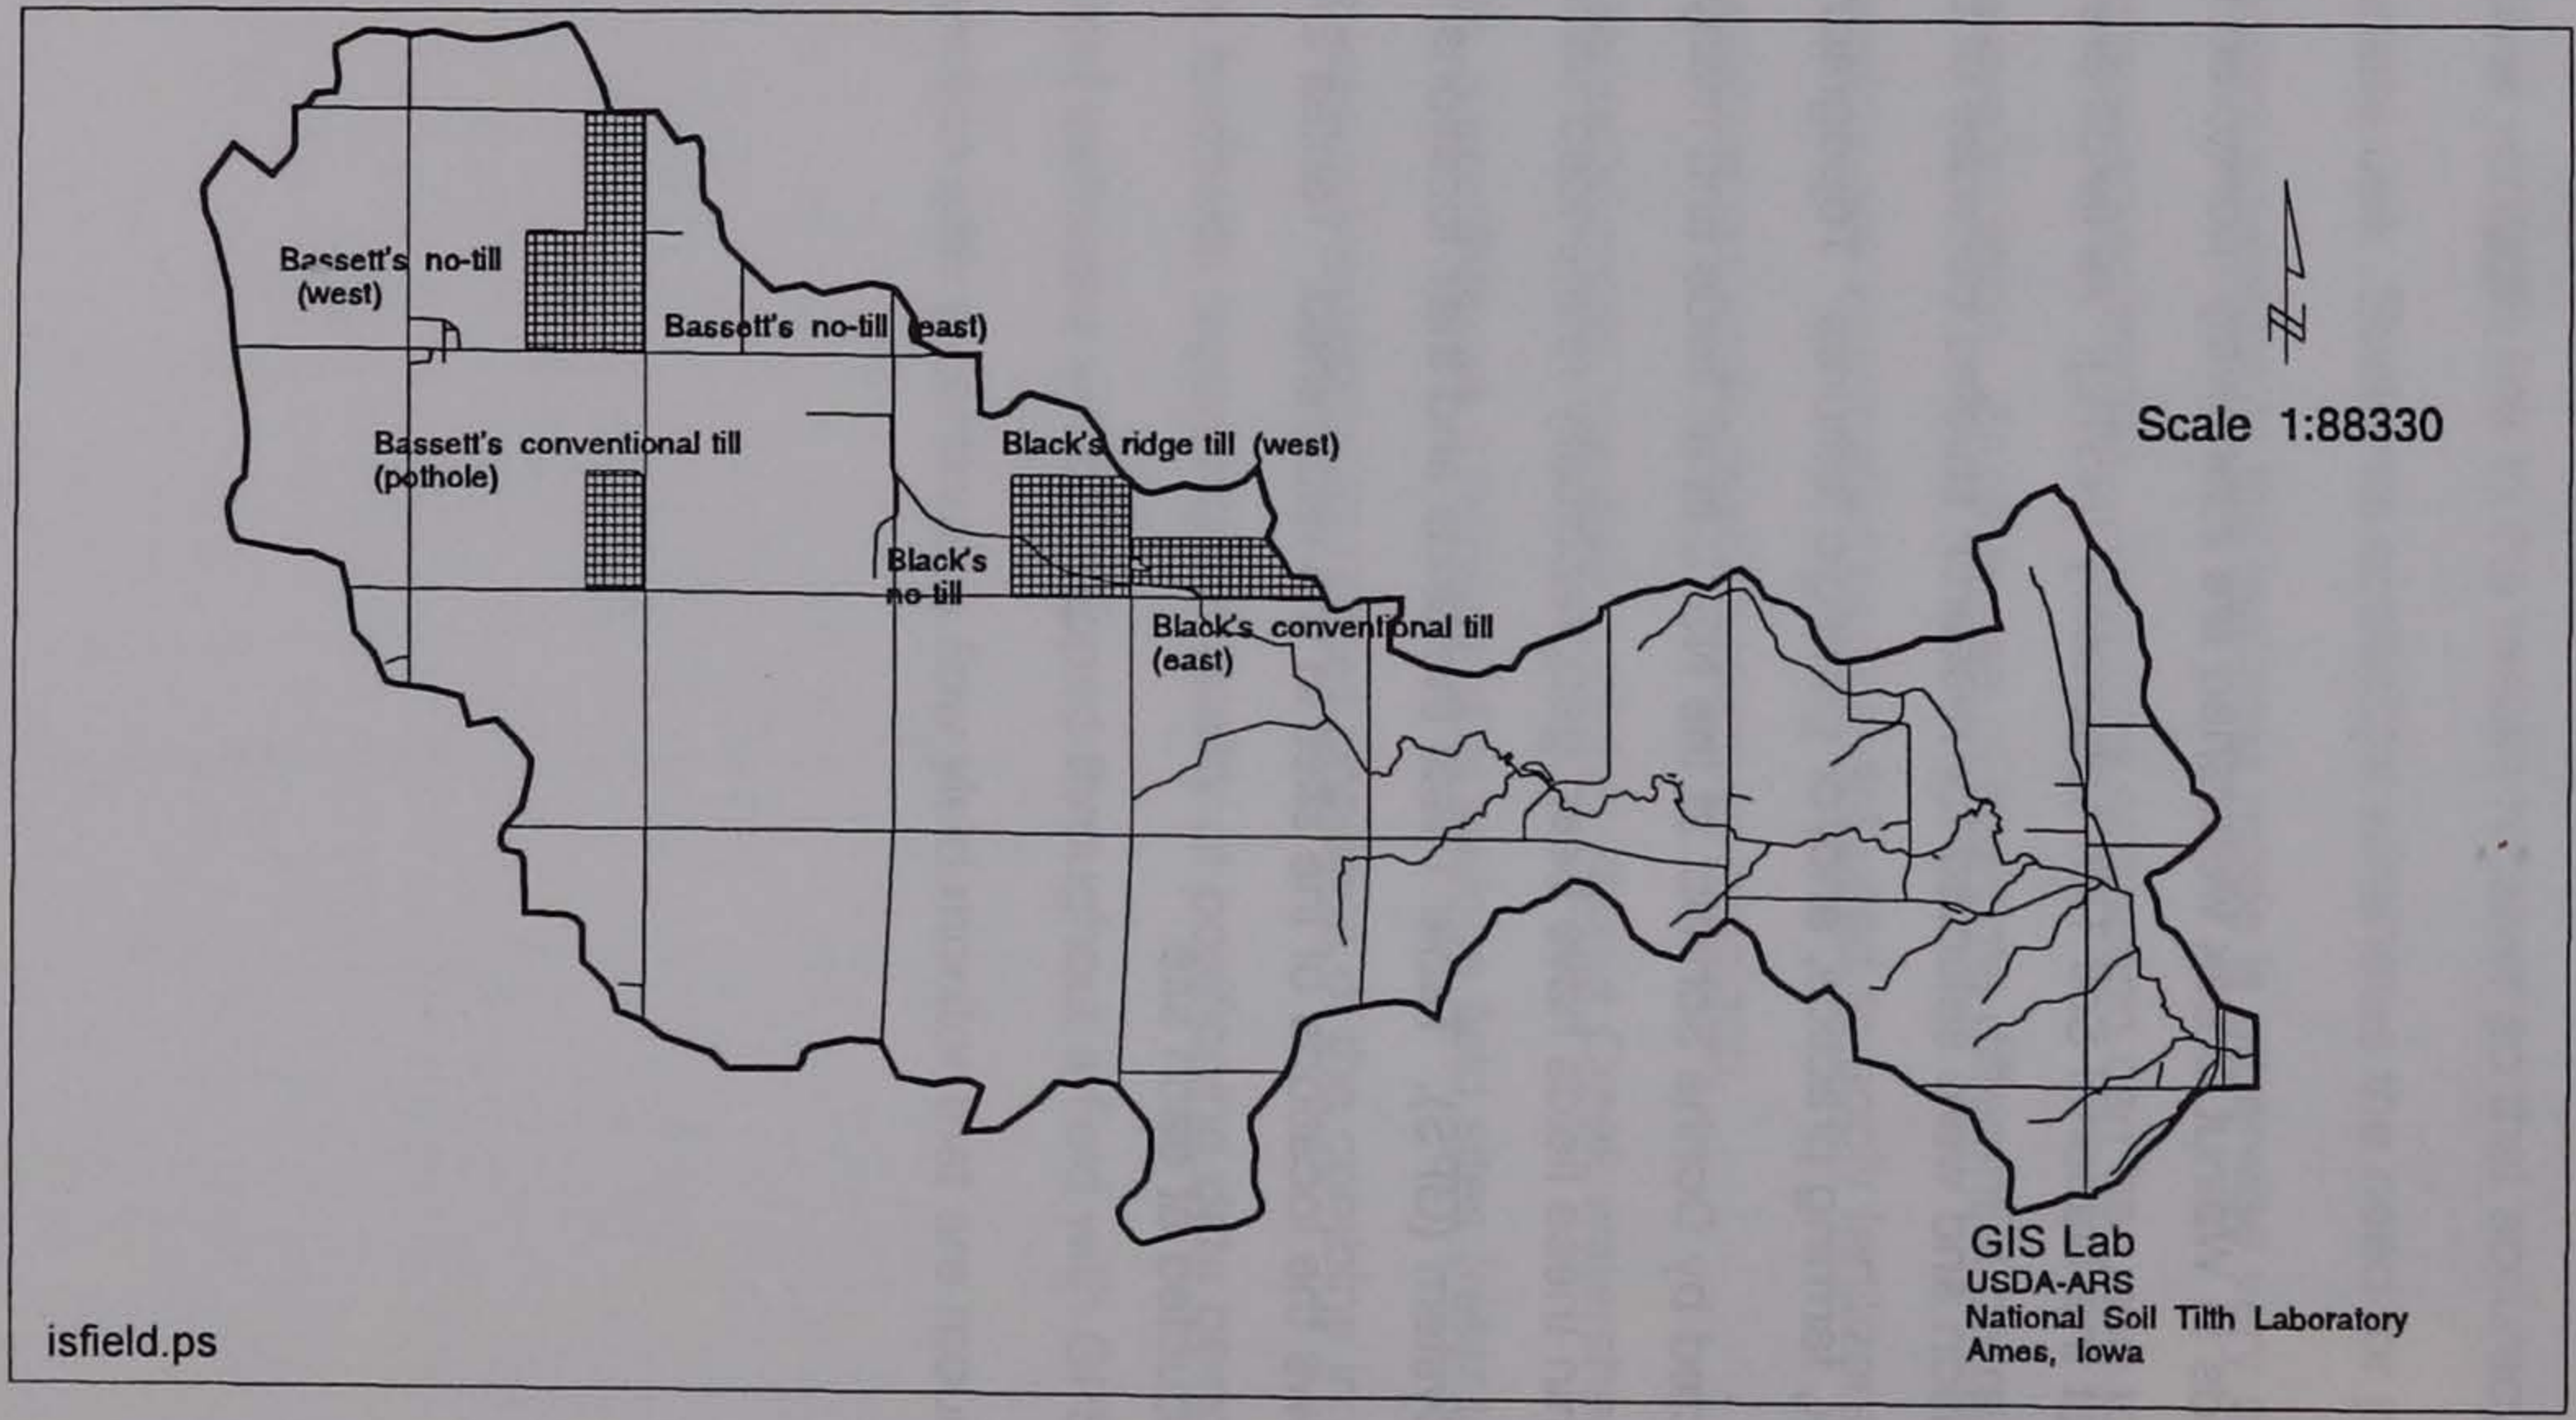 Bassett's no-till
(west)
Bassett's no-till (east)
Bassett's conventional till
(pothole)
Black's ridge till (west)
Black's
no till
Black's conventional till
(east)
N
Scale 1:88330
GIS Lab
USDA-ARS
National Soil Tilth Laboratory
Ames, Iowa
isfield.ps